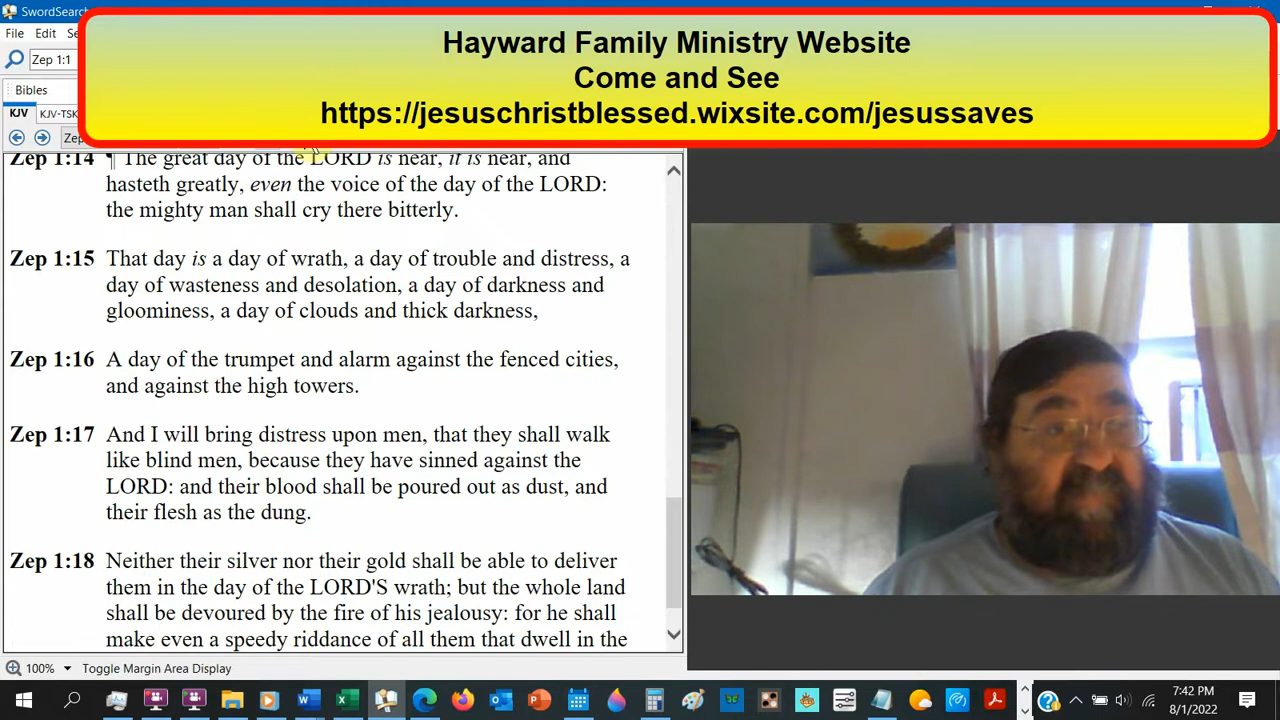 SwordSearc
File Edit Se
Hayward Family Ministry Website
Come and See
https://jesuschristblessed.wixsite.com/jesussaves
Zep 1:1
Bibles
KJV KJV-TSK
Zep
Zep 1:14 ¶ The great day of the LORD is near, it is near, and
hasteth greatly, even the voice of the day of the LORD:
the mighty man shall cry there bitterly.
Zep 1:15 That day is a day of wrath, a day of trouble and distress, a
day of wasteness and desolation, a day of darkness and
gloominess, a day of clouds and thick darkness,
Zep 1:16 A day of the trumpet and alarm against the fenced cities,
and against the high towers.
Zep 1:17 And I will bring distress upon men, that they shall walk
like blind men, because they have sinned against the
LORD: and their blood shall be poured out as dust, and
their flesh as the dung.
Zep 1:18 Neither their silver nor their gold shall be able to deliver
them in the day of the LORD'S wrath; but the whole land
shall be devoured by the fire of his jealousy: for he shall
make even a speedy riddance of all them that dwell in the
100% Toggle Margin Area Display
7:42 PM
8/1/2022